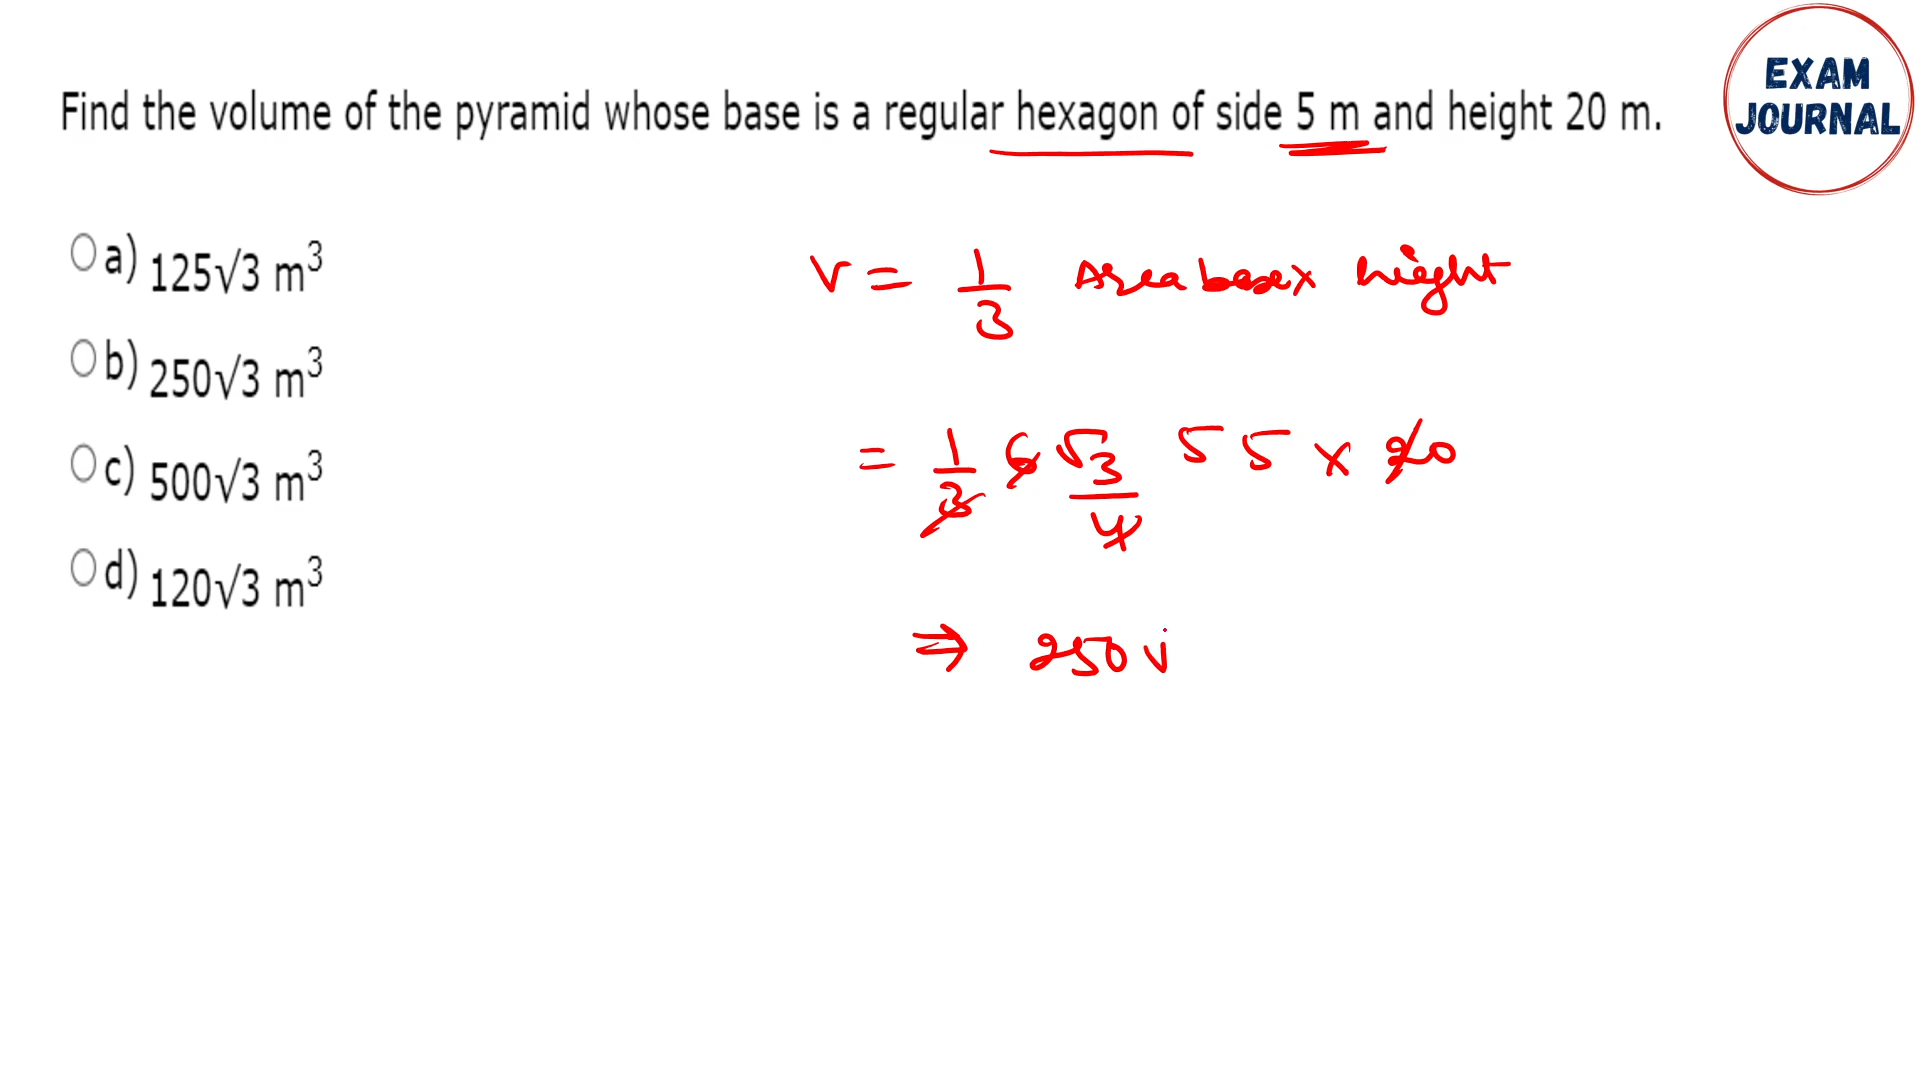 EXAM
JOURNAL
Find the volume of the pyramid whose base is a regular hexagon of side 5 m and height 20 m.
a) 125√3 m³
b) 250√3 m³
c) 500√3 m³
d) 120√3 m³
V = 1/3 Area base x hieght
= 1/3 6 √3/4 5 5 x 20
⇒ 250 √